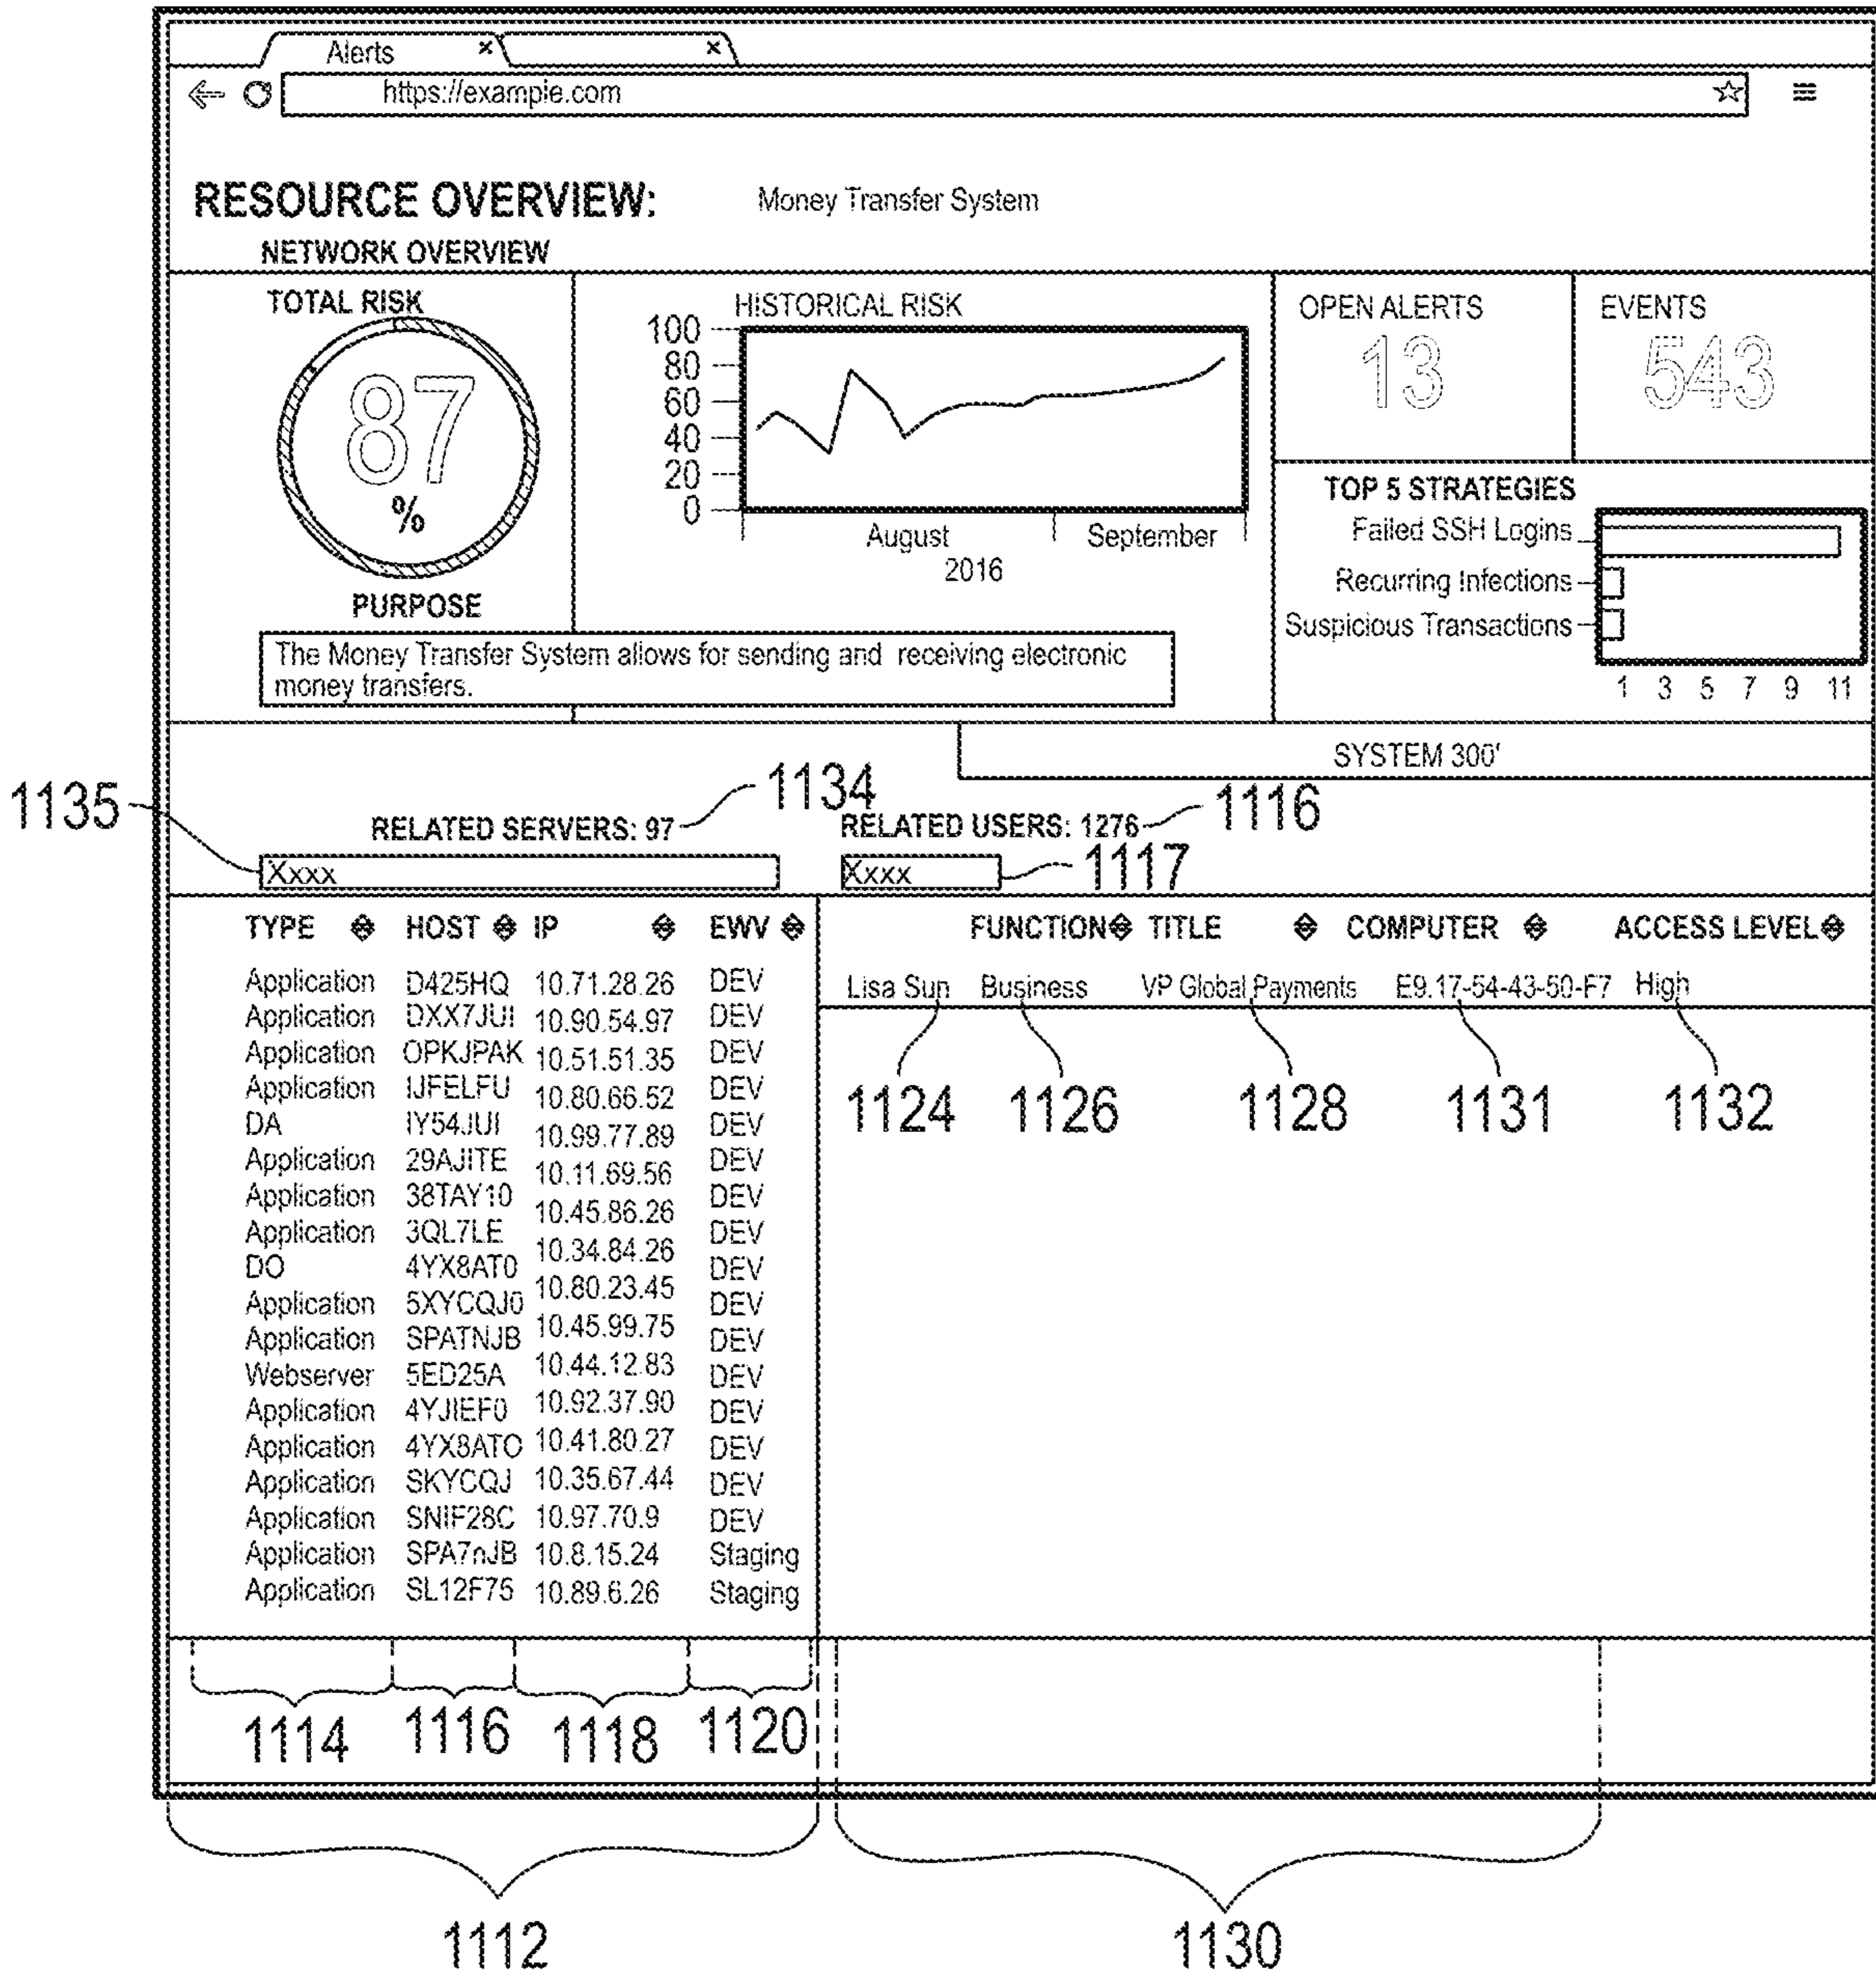 Alerts × ×
https://example.com
RESOURCE OVERVIEW: Money Transfer System
NETWORK OVERVIEW
TOTAL RISK
87
%
HISTORICAL RISK
100
80
60
40
20
0
August September
2016
OPEN ALERTS
13
EVENTS
543
TOP 5 STRATEGIES
Failed SSH Logins
Recurring Infections
Suspicious Transactions
1 3 5 7 9 11
PURPOSE
The Money Transfer System allows for sending and receiving electronic
money transfers.
SYSTEM 300'
1135
1134
1116
RELATED SERVERS: 97
RELATED USERS: 1276
Xxxx
Xxxx
1117
TYPE HOST IP EWV
Application D425HQ 10.71.28.26 DEV
Application DXX7JUI 10.90.54.97 DEV
Application OPKJPAK 10.51.51.35 DEV
Application IJFELFU 10.80.66.52 DEV
DA IY54JUI 10.99.77.89 DEV
Application 29AJITE 10.11.69.56 DEV
Application 38TAY10 10.45.86.26 DEV
Application 3QL7LE 10.34.84.26 DEV
DO 4YX8AT0 10.80.23.45 DEV
Application 5XYCQJ0 10.45.99.75 DEV
Application SPATNJB 10.44.12.83 DEV
Webserver 5ED25A 10.92.37.90 DEV
Application 4YJIEF0 10.41.80.27 DEV
Application 4YX8ATO 10.35.67.44 DEV
Application SKYCQJ 10.97.70.9 DEV
Application SNIF28C 10.8.15.24 DEV
Application SPA7nJB 10.89.6.26 Staging
Application SL12F75 Staging
FUNCTION TITLE COMPUTER ACCESS LEVEL
Lisa Sun Business VP Global Payments E9.17-54-43-50-F7 High
1124 1126 1128 1131 1132
1114 1116 1118 1120
1112 1130